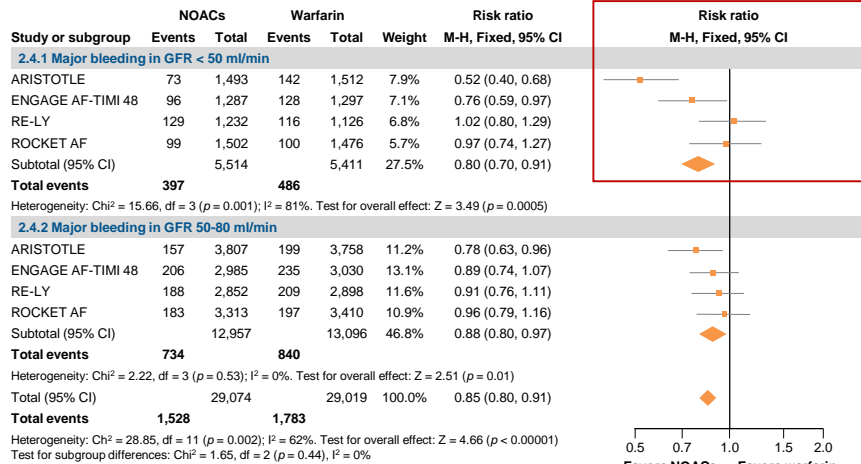 NOACs Warfarin Risk ratio Risk ratio
Study or subgroup Events Total Events Total Weight M-H, Fixed, 95% CI M-H, Fixed, 95% CI
2.4.1 Major bleeding in GFR < 50 ml/min
ARISTOTLE 73 1,493 142 1,512 7.9% 0.52 (0.40, 0.68)
ENGAGE AF-TIMI 48 96 1,287 128 1,297 7.1% 0.76 (0.59, 0.97)
RE-LY 129 1,232 116 1,126 6.8% 1.02 (0.80, 1.29)
ROCKET AF 99 1,502 100 1,476 5.7% 0.97 (0.74, 1.27)
Subtotal (95% CI) 5,514 5,411 27.5% 0.80 (0.70, 0.91)
Total events 397 486
Heterogeneity: Chi² = 15.66, df = 3 (p = 0.001); I² = 81%. Test for overall effect: Z = 3.49 (p = 0.0005)
2.4.2 Major bleeding in GFR 50-80 ml/min
ARISTOTLE 157 3,807 199 3,758 11.2% 0.78 (0.63, 0.96)
ENGAGE AF-TIMI 48 206 2,985 235 3,030 13.1% 0.89 (0.74, 1.07)
RE-LY 188 2,852 209 2,898 11.6% 0.91 (0.76, 1.11)
ROCKET AF 183 3,313 197 3,410 10.9% 0.96 (0.79, 1.16)
Subtotal (95% CI) 12,957 13,096 46.8% 0.88 (0.80, 0.97)
Total events 734 840
Heterogeneity: Chi² = 2.22, df = 3 (p = 0.53); I² = 0%. Test for overall effect: Z = 2.51 (p = 0.01)
Total (95% CI) 29,074 29,019 100.0% 0.85 (0.80, 0.91)
Total events 1,528 1,783
Heterogeneity: Ch² = 28.85, df = 11 (p = 0.002); I² = 62%. Test for overall effect: Z = 4.66 (p < 0.00001)
Test for subgroup differences: Chi² = 1.65, df = 2 (p = 0.44), I² = 0%
0.5 0.7 1.0 1.5 2.0
Favors NOACs Favors warfarin